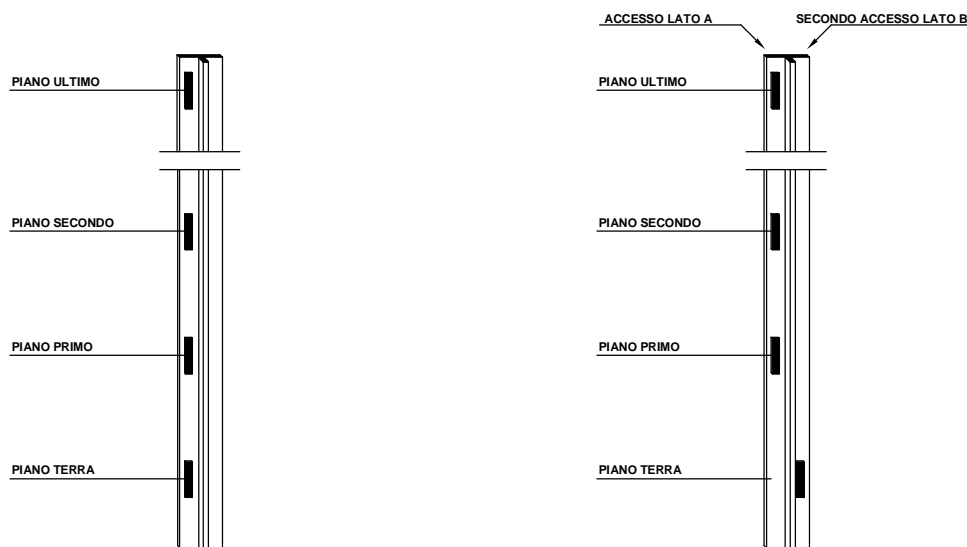 ACCESSO LATO A
SECONDO ACCESSO LATO B
PIANO ULTIMO
PIANO ULTIMO
PIANO SECONDO
PIANO SECONDO
PIANO PRIMO
PIANO PRIMO
PIANO TERRA
PIANO TERRA